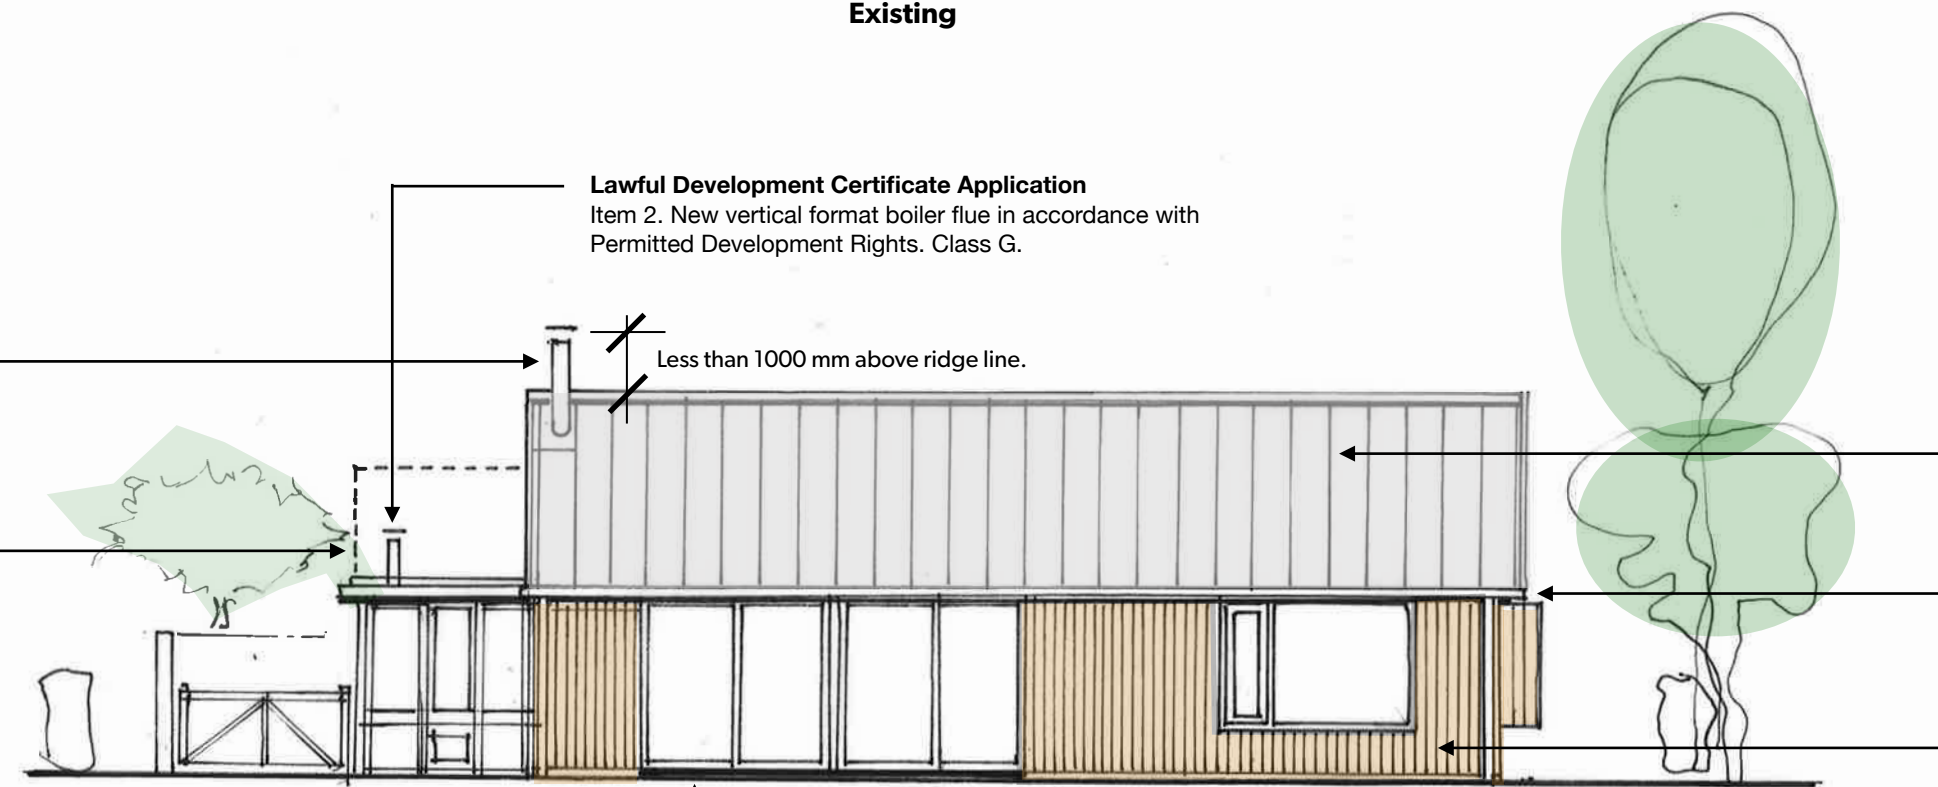 Existing
Lawful Development Certificate Application
Item 2. New vertical format boiler flue in accordance with
Permitted Development Rights. Class G.
Less than 1000 mm above ridge line.